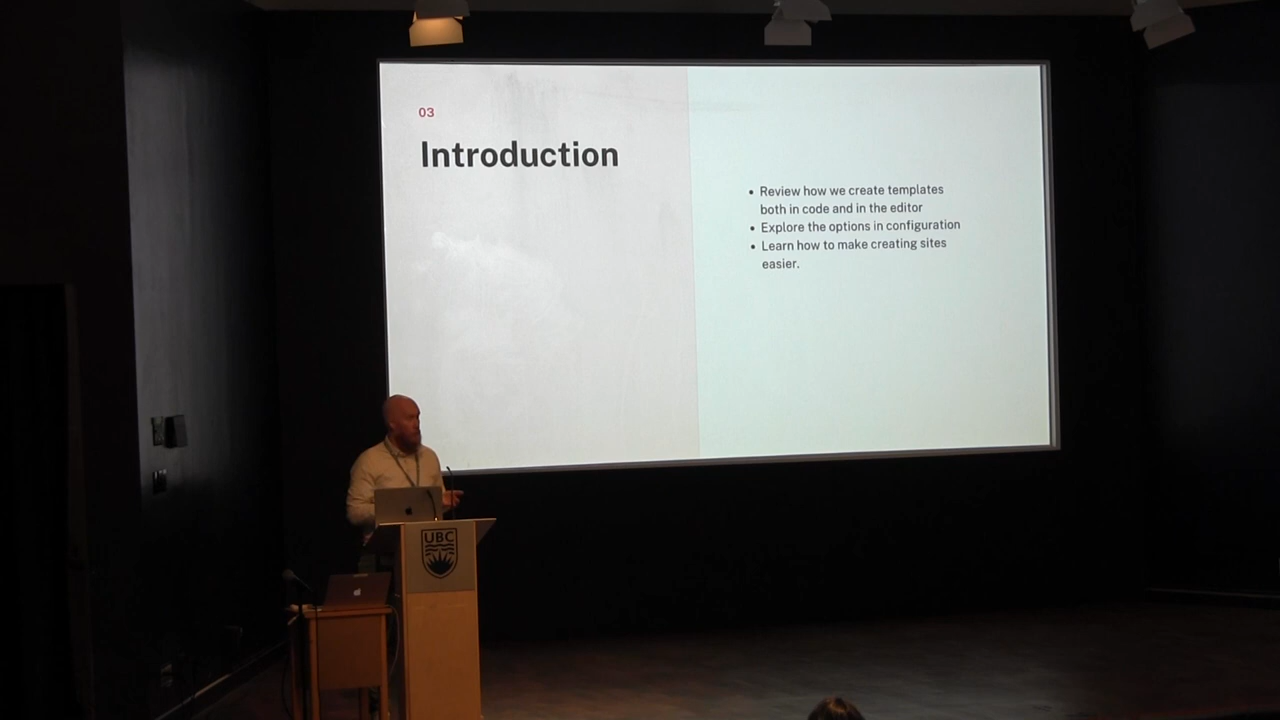 03
Introduction
• Review how we create templates
both in code and in the editor
• Explore the options in configuration
• Learn how to make creating sites
easier.
UBC